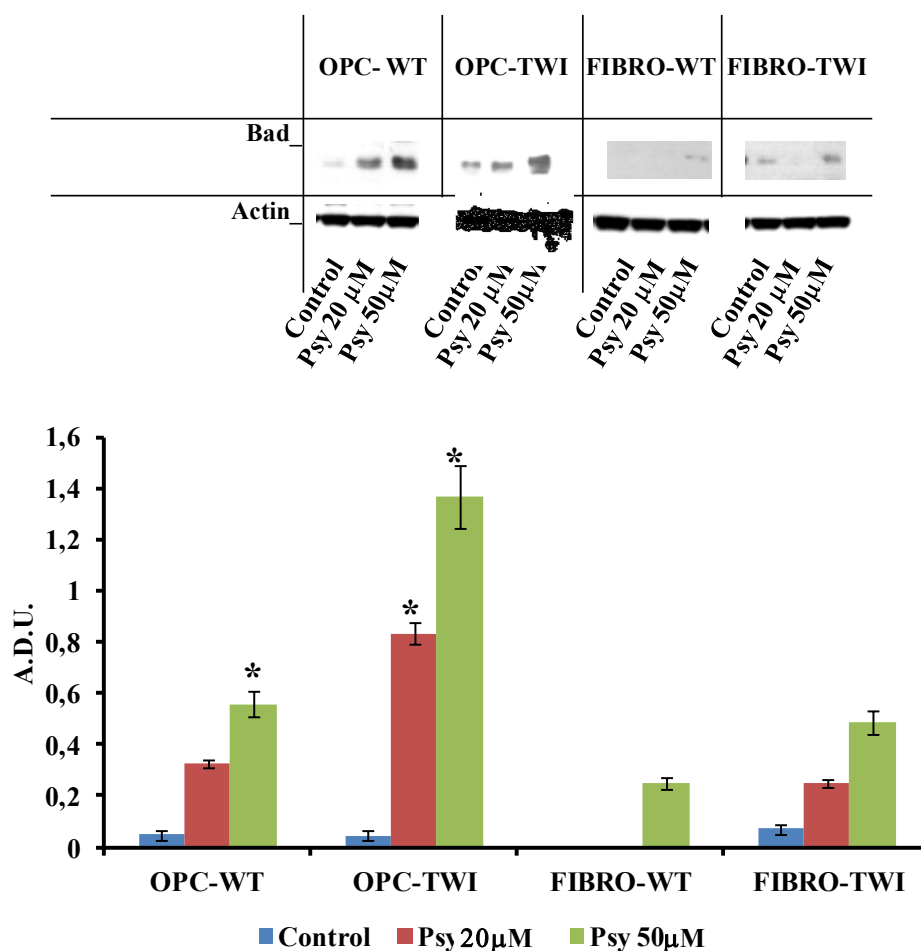 OPC- WT OPC-TWI FIBRO-WT FIBRO-TWI
Bad
Actin
Control Psy 20 μM Psy 50μM Control Psy 20 μM Psy 50μM Control Psy 20 μM Psy 50μM Control Psy 20 μM Psy 50μM
1,6
1,4
1,2
1
0,8
0,6
0,4
0,2
0
A.D.U.
*
*
*
OPC-WT OPC-TWI FIBRO-WT FIBRO-TWI
Control Psy 20μM Psy 50μM